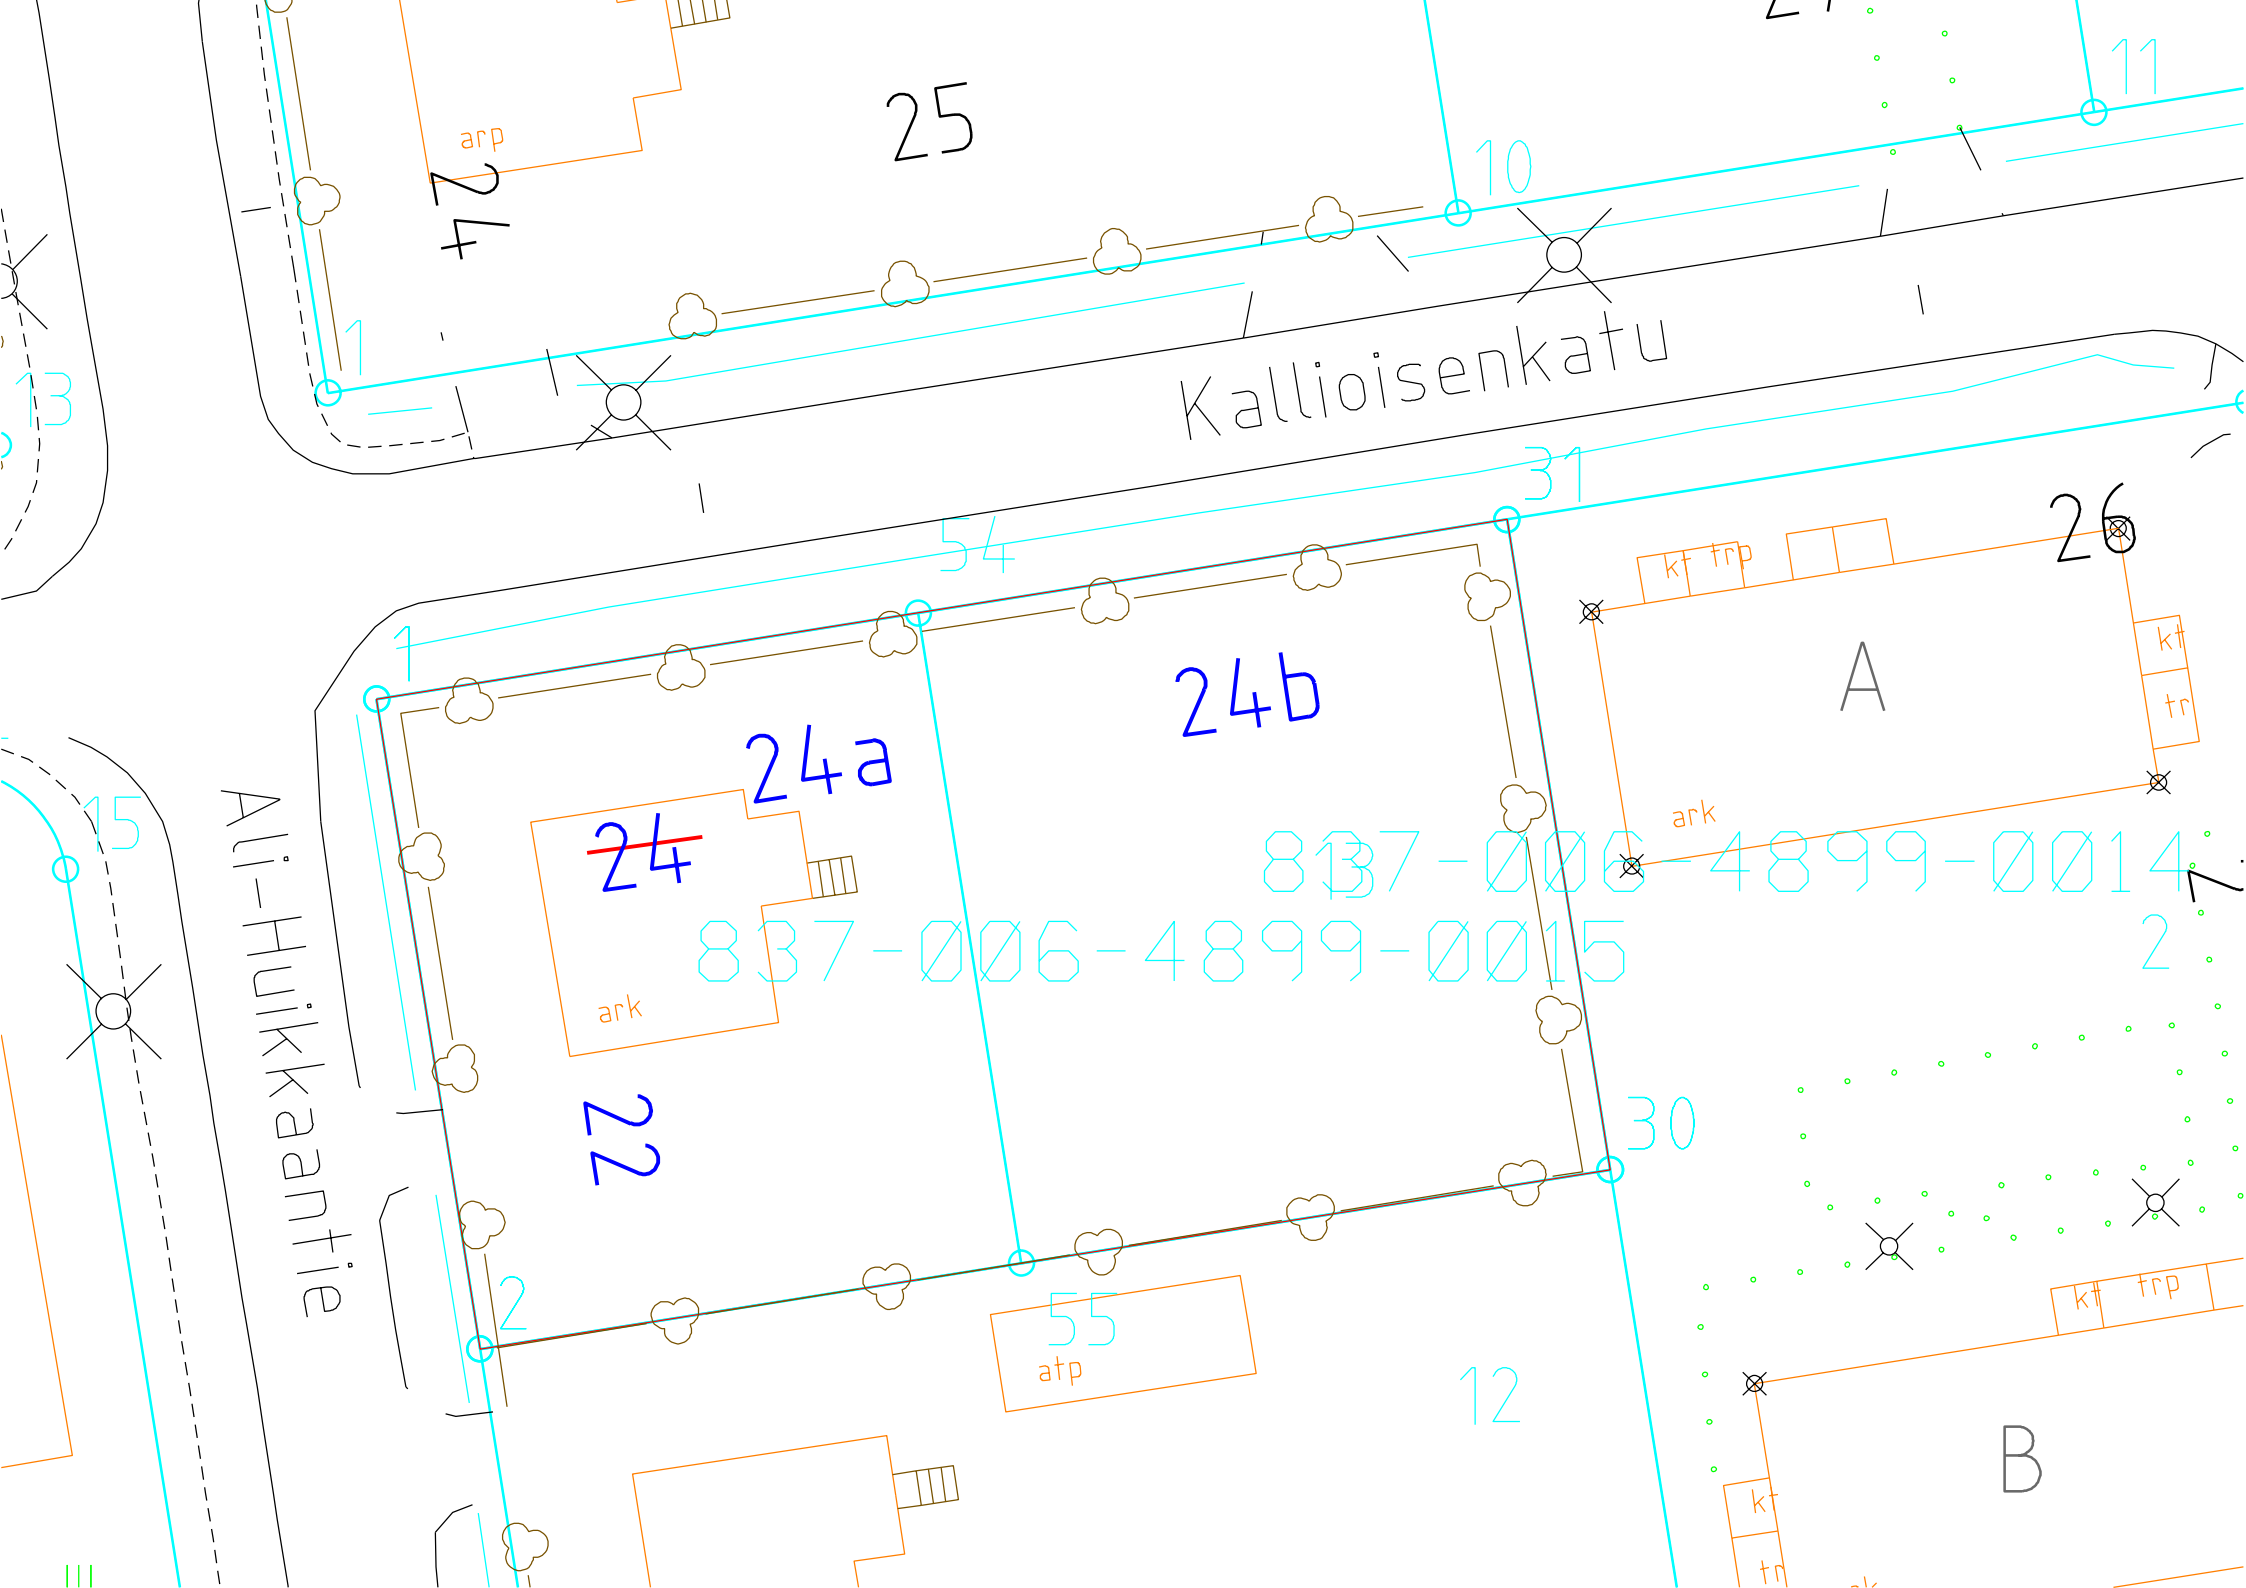 11
25
arp
10
24
1
13
Kallioisenkatu
31
26
54
kt trp
1
kt
A
24b
tr
24a
15
ark
24
837-006-4899-0014
13
837-006-4899-0015
2
ark
Ali-Huikkaantie
22
30
2
kt trp
55
atp
12
B
kt
tr